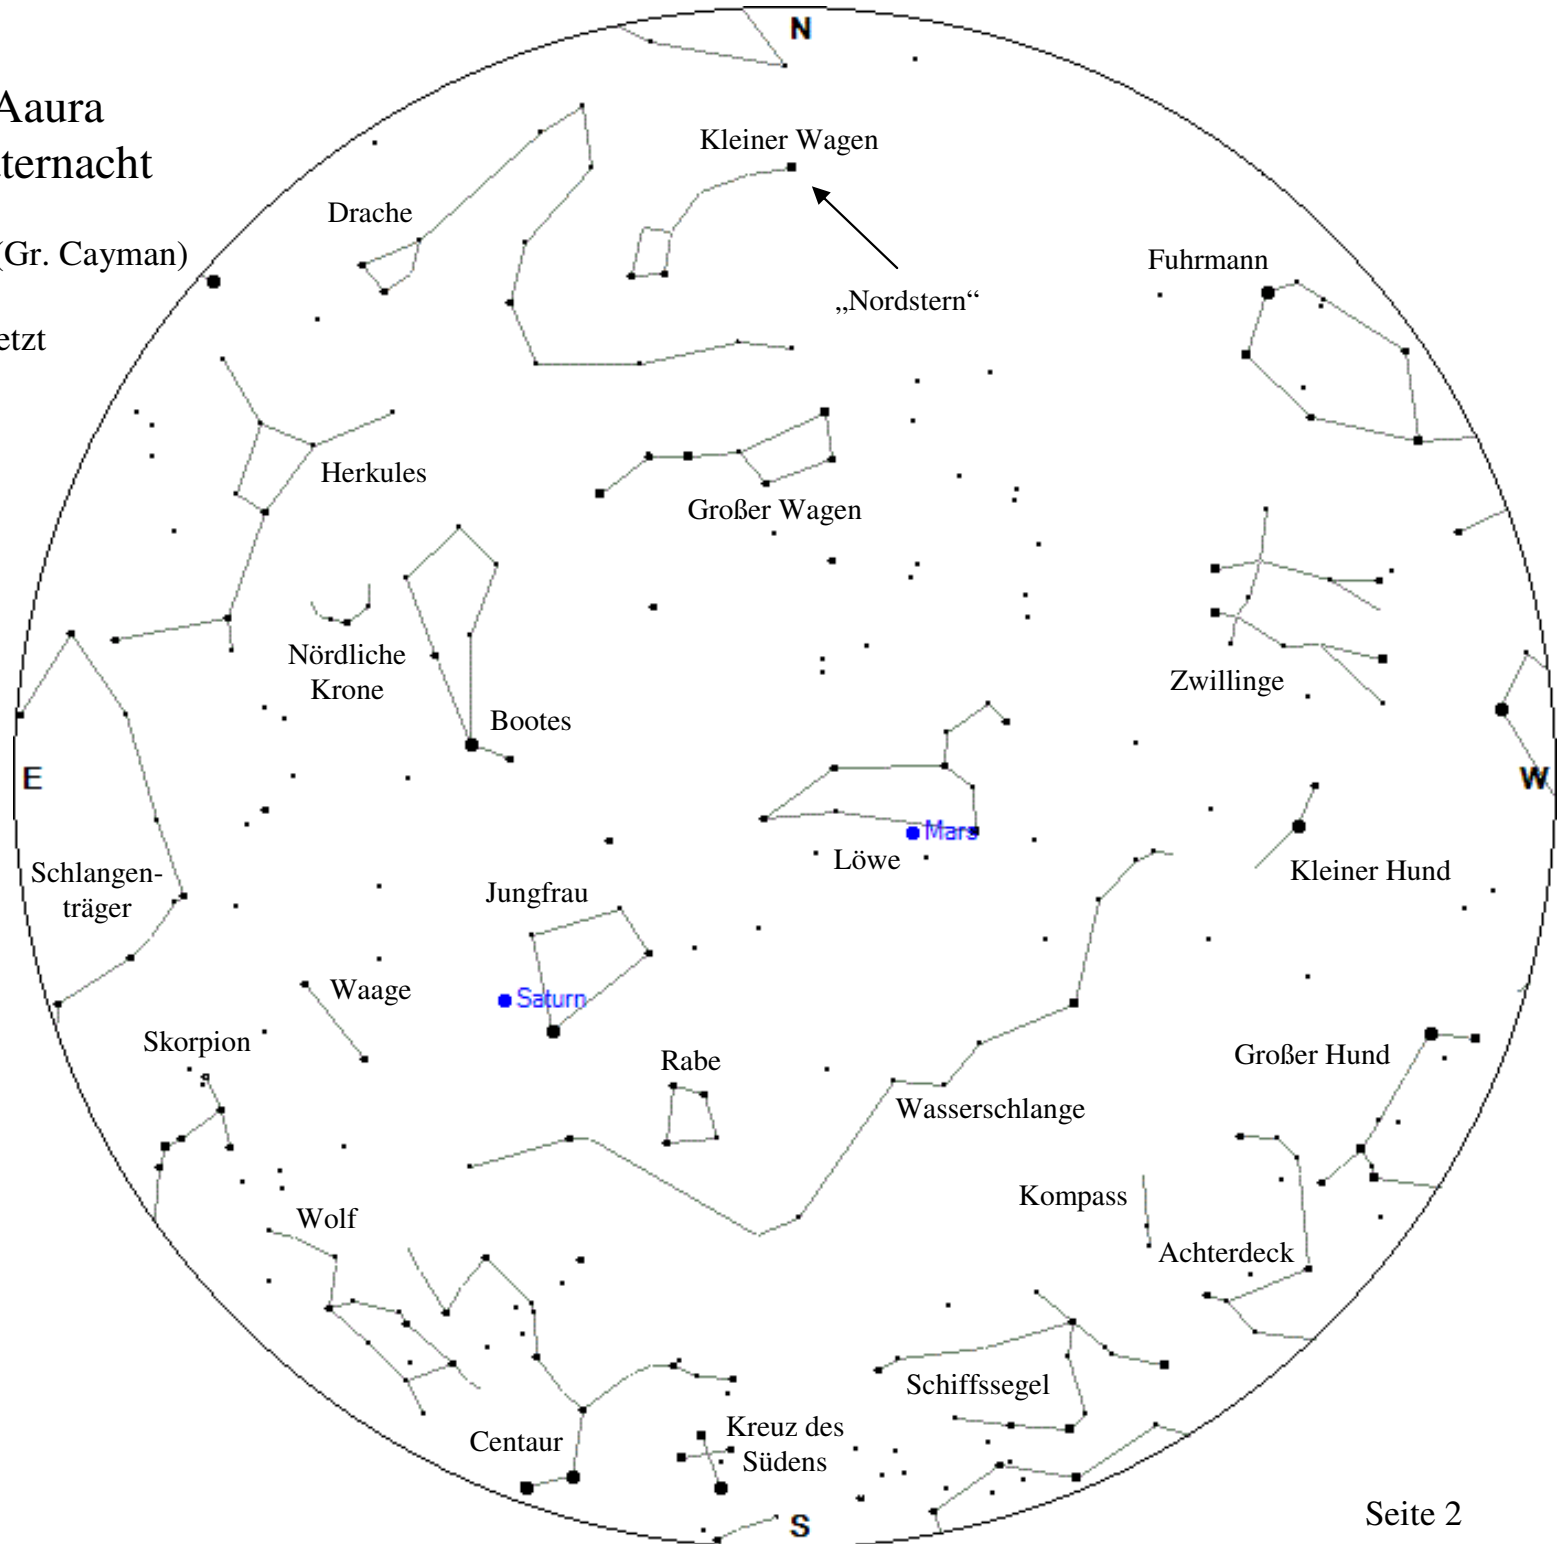 N
Aaura
ternacht
Kleiner Wagen
Drache
(Gr. Cayman)
Fuhrmann
„Nordstern“
etzt
Herkules
Großer Wagen
Nördliche
Krone
Zwillinge
Bootes
E
W
Mars
Löwe
Kleiner Hund
Schlangen-
träger
Jungfrau
Waage
Saturn
Skorpion
Rabe
Großer Hund
Wasserschlange
Kompass
Wolf
Achterdeck
Schiffssegel
Centaur
Kreuz des
Südens
S
Seite 2